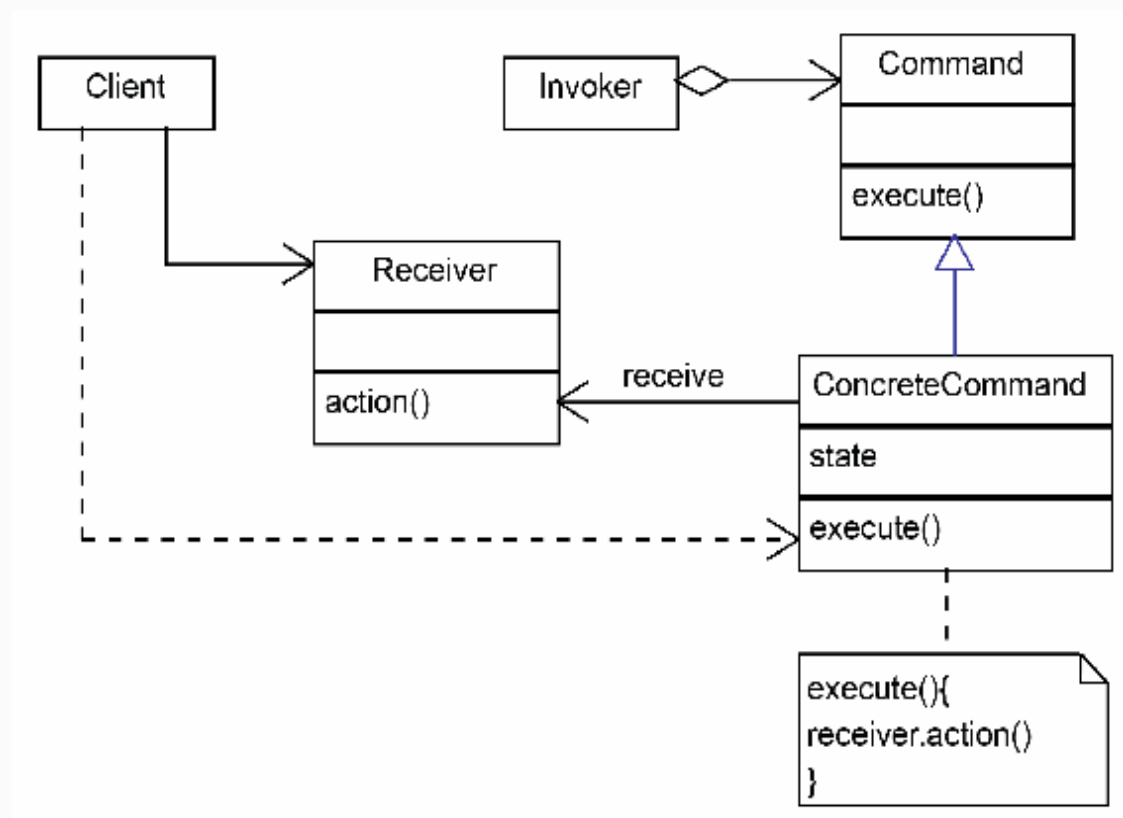 Client
Invoker
Command
execute()
Receiver
action()
receive
ConcreteCommand
state
execute()
execute(){
receiver.action()
}